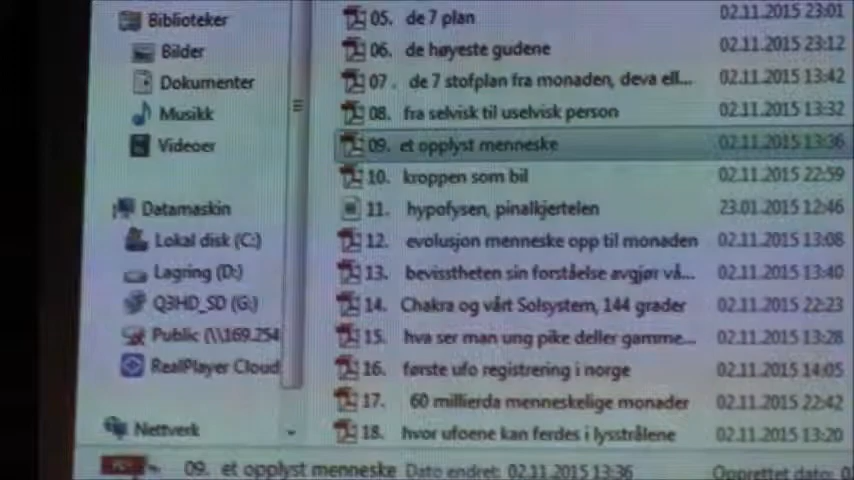 Biblioteker
Bilder
Dokumenter
Musikk
Videoer
Datamaskin
Lokal disk (C:)
Lagring (D:)
Q3HD_SD (G:)
Public (\\169.254
RealPlayer Cloud
Nettverk
05. de 7 plan 02.11.2015 23:01
06. de høyeste gudene 02.11.2015 23:12
07. de 7 stofplan fra monaden, deva ell... 02.11.2015 13:42
08. fra selvisk til uselvisk person 02.11.2015 13:32
09. et opplyst menneske 02.11.2015 13:36
10. kroppen som bil 02.11.2015 22:59
11. hypofysen, pinalkjertelen 23.01.2015 12:46
12. evolusjon menneske opp til monaden 02.11.2015 13:08
13. bevisstheten sin forståelse avgjør vå... 02.11.2015 13:40
14. Chakra og vårt Solsystem, 144 grader 02.11.2015 22:23
15. hva ser man ung pike deller gamme... 02.11.2015 13:28
16. første ufo registrering i norge 02.11.2015 14:05
17. 60 millierda menneskelige monader 02.11.2015 22:42
18. hvor ufoene kan ferdes i lysstrålene 02.11.2015 13:20
09. et opplyst menneske Dato endret: 02.11.2015 13:36 Opprettet dato: 0